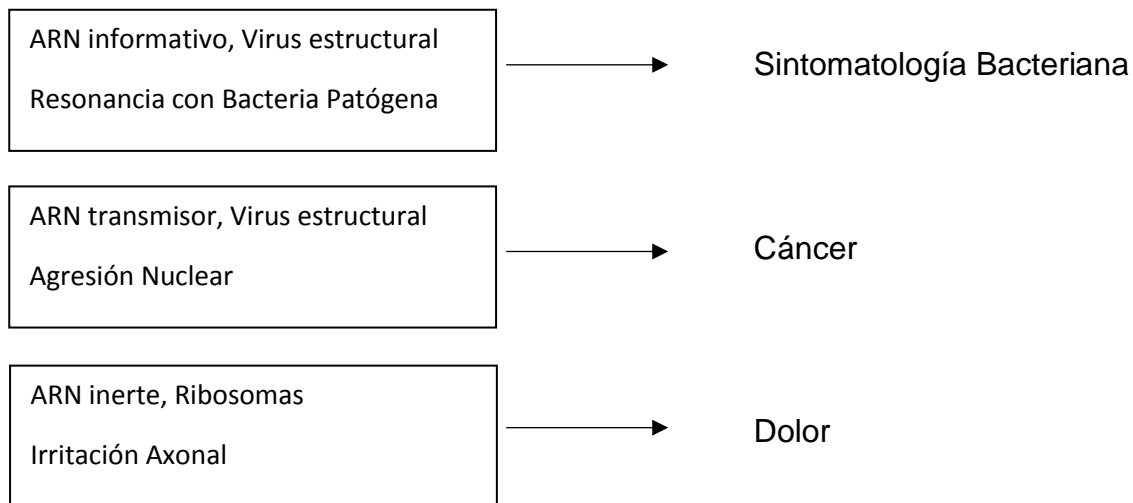 ARN informativo, Virus estructural
Resonancia con Bacteria Patógena
Sintomatología Bacteriana
ARN transmisor, Virus estructural
Agresión Nuclear
Cáncer
ARN inerte, Ribosomas
Irritación Axonal
Dolor